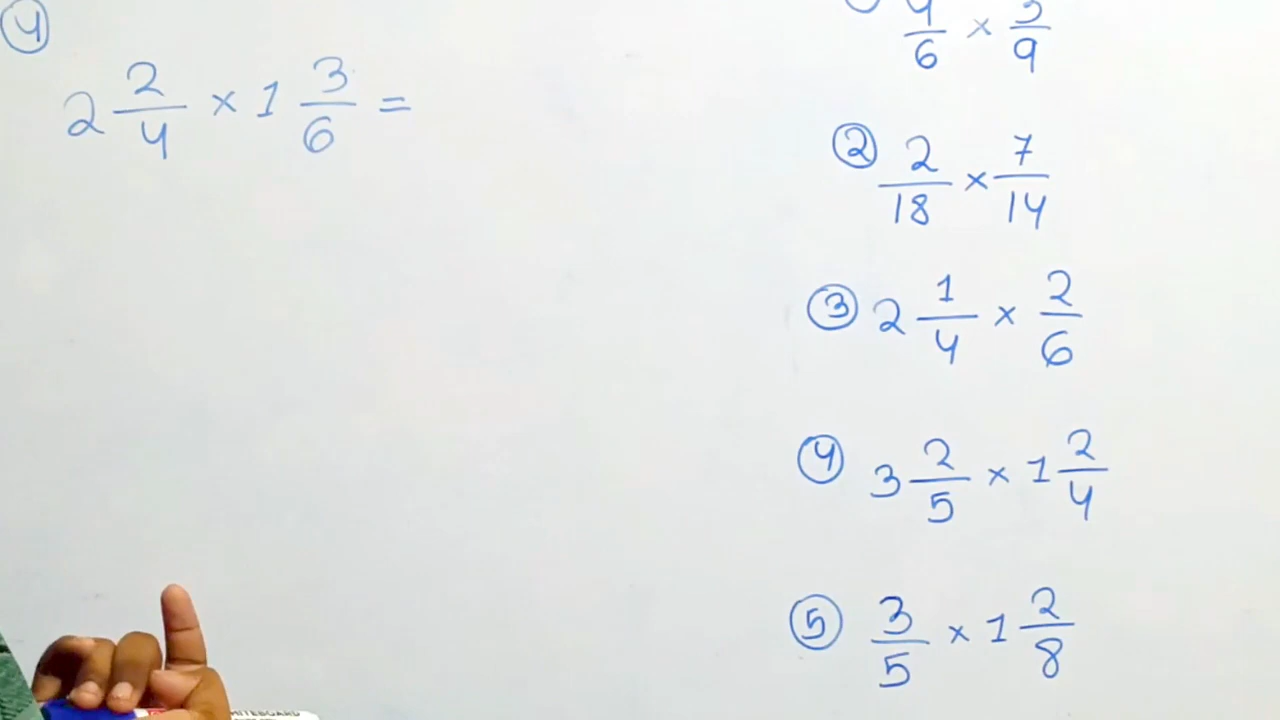 ④
2 2/4 × 1 3/6 =
4/6 × 3/9
② 2/18 × 7/14
③ 2 1/4 × 2/6
④ 3 2/5 × 1 2/4
⑤ 3/5 × 1 2/8
WHITEBOARD